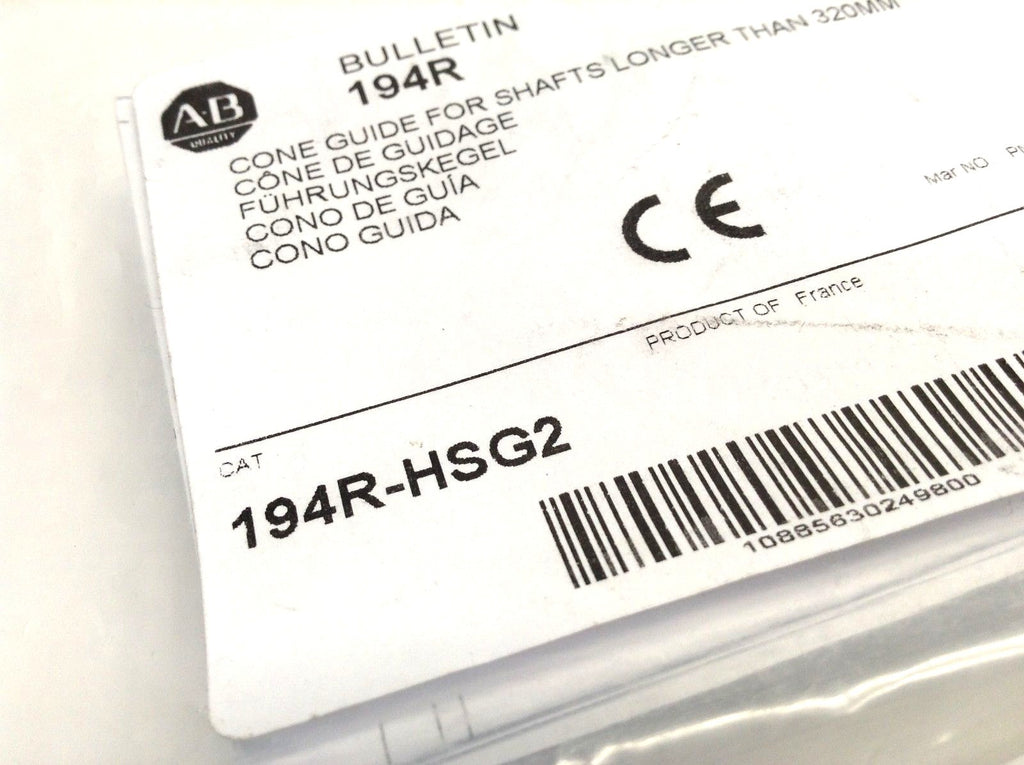 A-B
QUALITY
BULLETIN
194R
CONE GUIDE FOR SHAFTS LONGER THAN 320MM
CÔNE DE GUIDAGE
FÜHRUNGSKEGEL
CONO DE GUÍA
CONO GUIDA
CE
Mar NO
PRODUCT OF France
CAT
194R-HSG2
10885630249800